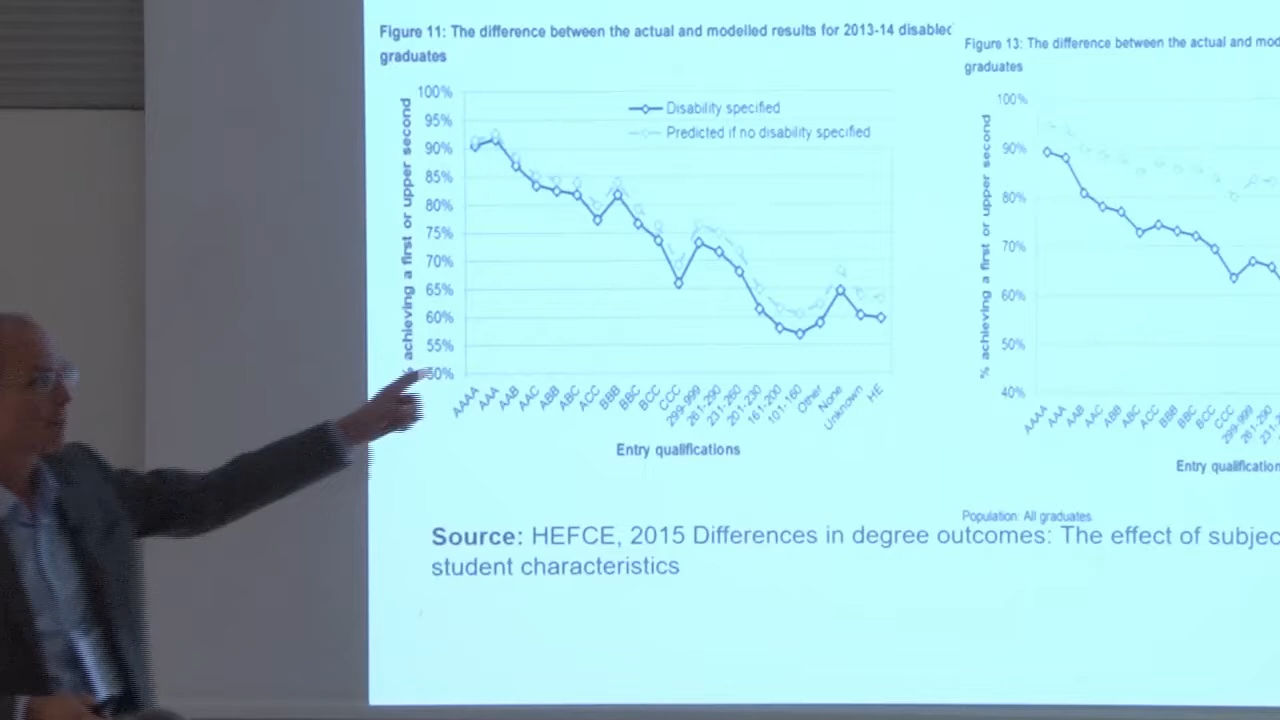 Figure 11: The difference between the actual and modelled results for 2013-14 disabled
graduates
% achieving a first or upper second
100%
95%
90%
85%
80%
75%
70%
65%
60%
55%
50%
Disability specified
Predicted if no disability specified
AAAA
AAA
AAB
AAC
ABB
ABC
ACC
BBB
BBC
BCC
CCC
299-999
261-290
231-260
201-230
161-200
101-160
Other
None
Unknown
HE
Entry qualifications
Figure 13: The difference between the actual and mod
graduates
% achieving a first or upper second
100%
90%
80%
70%
60%
50%
40%
AAAA
AAA
AAB
AAC
ABB
ABC
ACC
BBB
BBC
BCC
CCC
299-999
261-290
Entry qualification
Population: All graduates
Source: HEFCE, 2015 Differences in degree outcomes: The effect of subjec
student characteristics